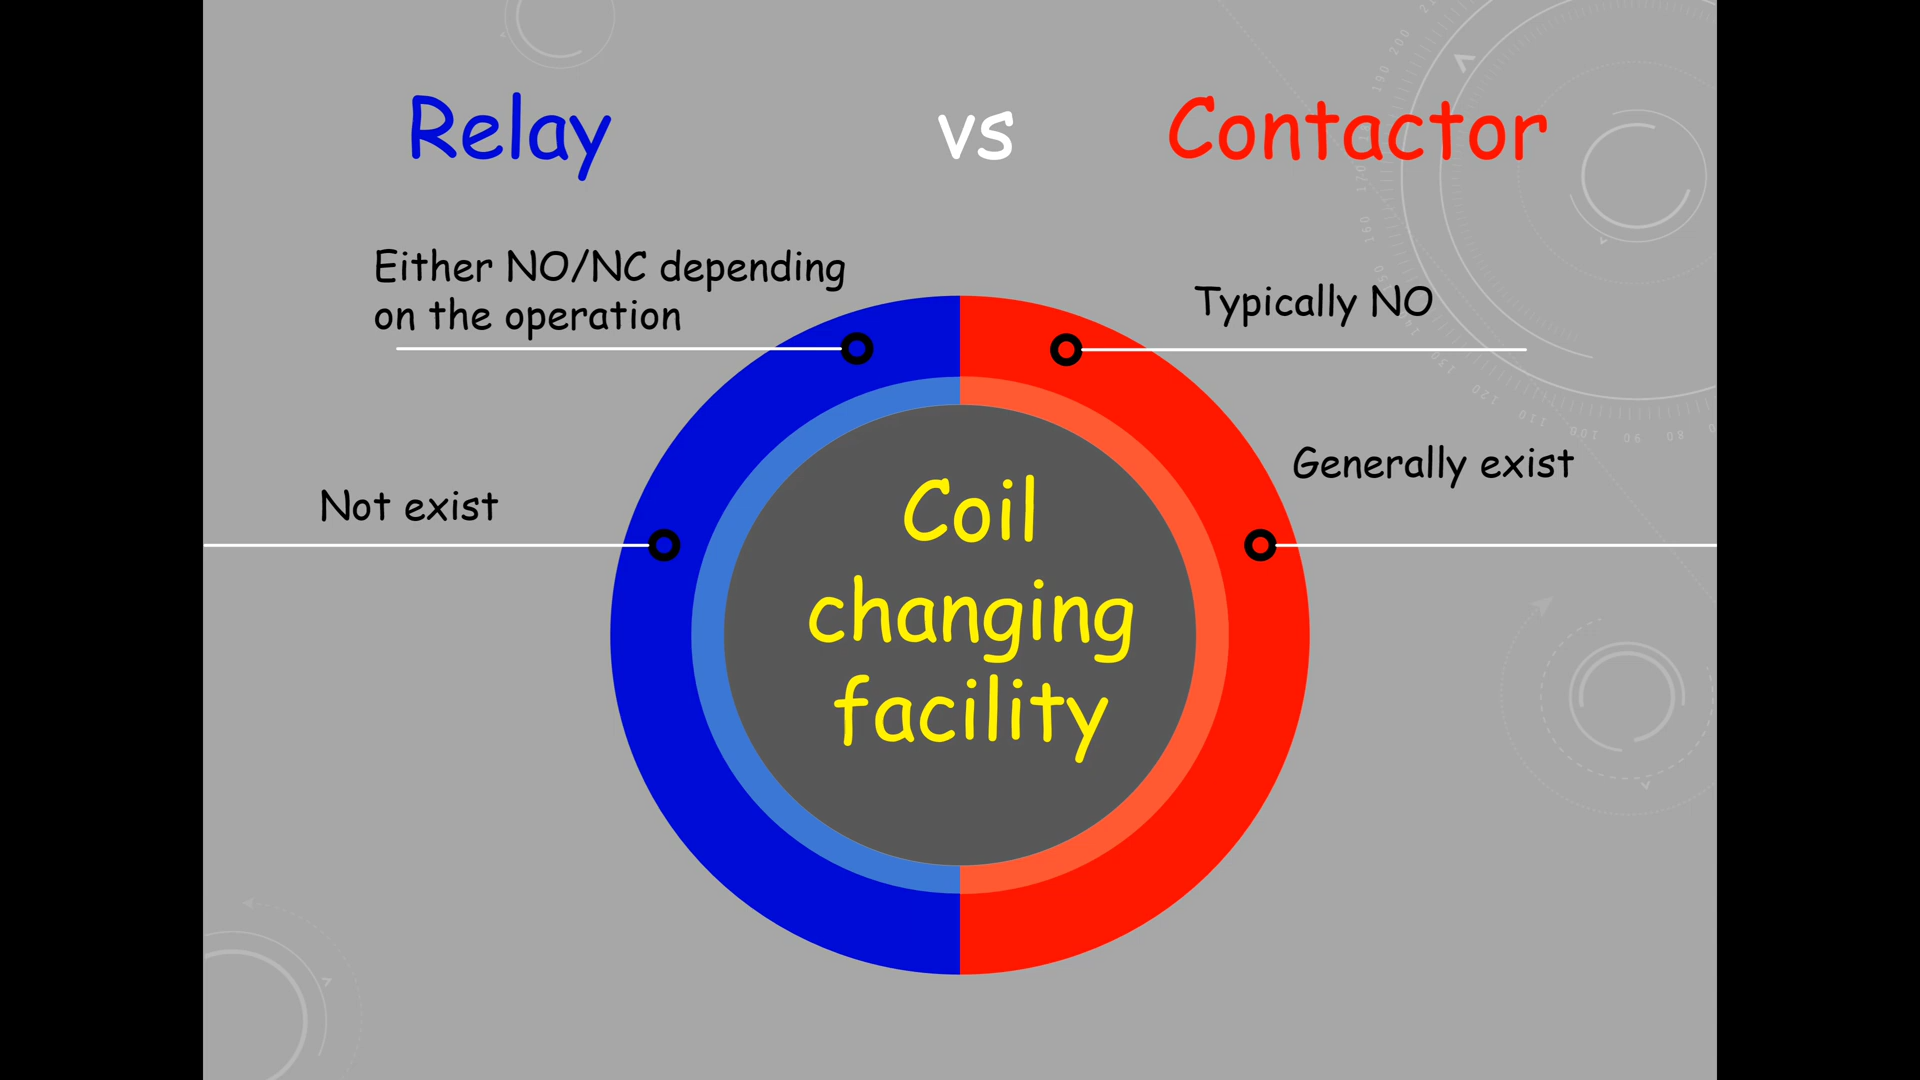 Relay vs Contactor
Either NO/NC depending
on the operation
Typically NO
Not exist
Generally exist
Coil
changing
facility